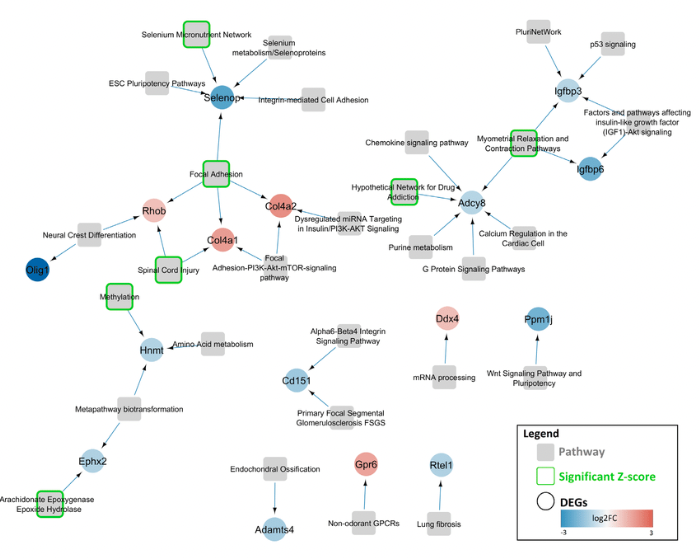 Selenium Micronutrient Network
Selenium
metabolism/Selenoproteins
ESC Pluripotency Pathways
Selenop
Integrin-mediated Cell Adhesion
Focal Adhesion
Rhob
Col4a2
Dysregulated miRNA Targeting
in Insulin/PI3K-AKT Signaling
Neural Crest Differentiation
Col4a1
Olig1
Spinal Cord Injury
Focal
Adhesion-PI3K-Akt-mTOR-signaling
pathway
PluriNetWork
p53 signaling
Igfbp3
Factors and pathways affecting
insulin-like growth factor
(IGF1)-Akt signaling
Chemokine signaling pathway
Myometrial Relaxation and
Contraction Pathways
Igfbp6
Hypothetical Network for Drug
Addiction
Adcy8
Purine metabolism
Calcium Regulation in the
Cardiac Cell
G Protein Signaling Pathways
Methylation
Hnmt
Amino Acid metabolism
Metapathway biotransformation
Ephx2
Arachidonate Epoxygenase
Epoxide Hydrolase
Alpha6-Beta4 Integrin
Signaling Pathway
Cd151
Primary Focal Segmental
Glomerulosclerosis FSGS
Ddx4
mRNA processing
Ppm1j
Wnt Signaling Pathway and
Pluripotency
Endochondral Ossification
Adamts4
Gpr6
Non-odorant GPCRs
Rtel1
Lung fibrosis
Legend
Pathway
Significant Z-score
DEGs
log2FC
-3
3